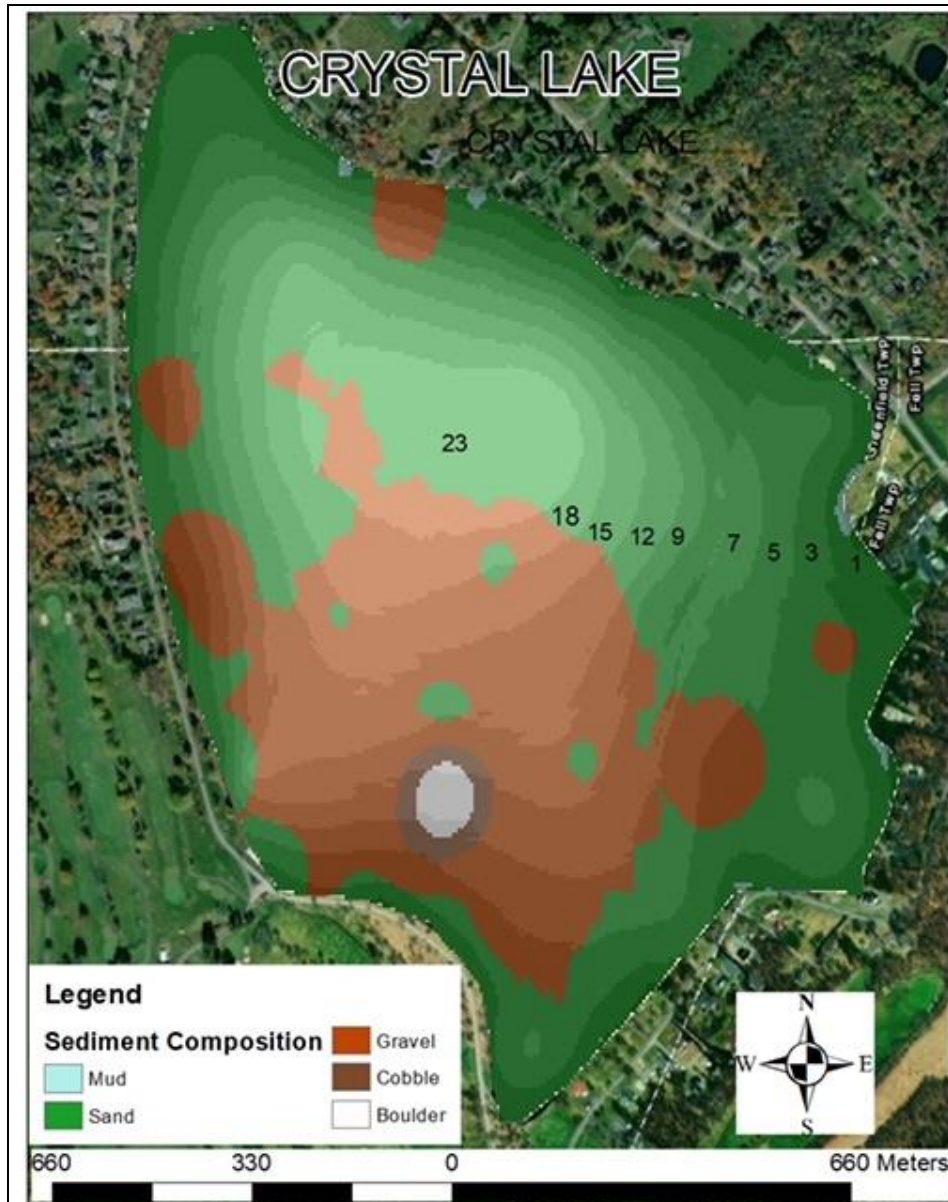 CRYSTAL LAKE
CRYSTAL LAKE
Greenfield Twp
Fell Twp
Fell Twp
23
18
15
12
9
7
5
3
1
Legend
Sediment Composition
Mud
Sand
Gravel
Cobble
Boulder
N
W
E
S
660 330 0 660 Meters